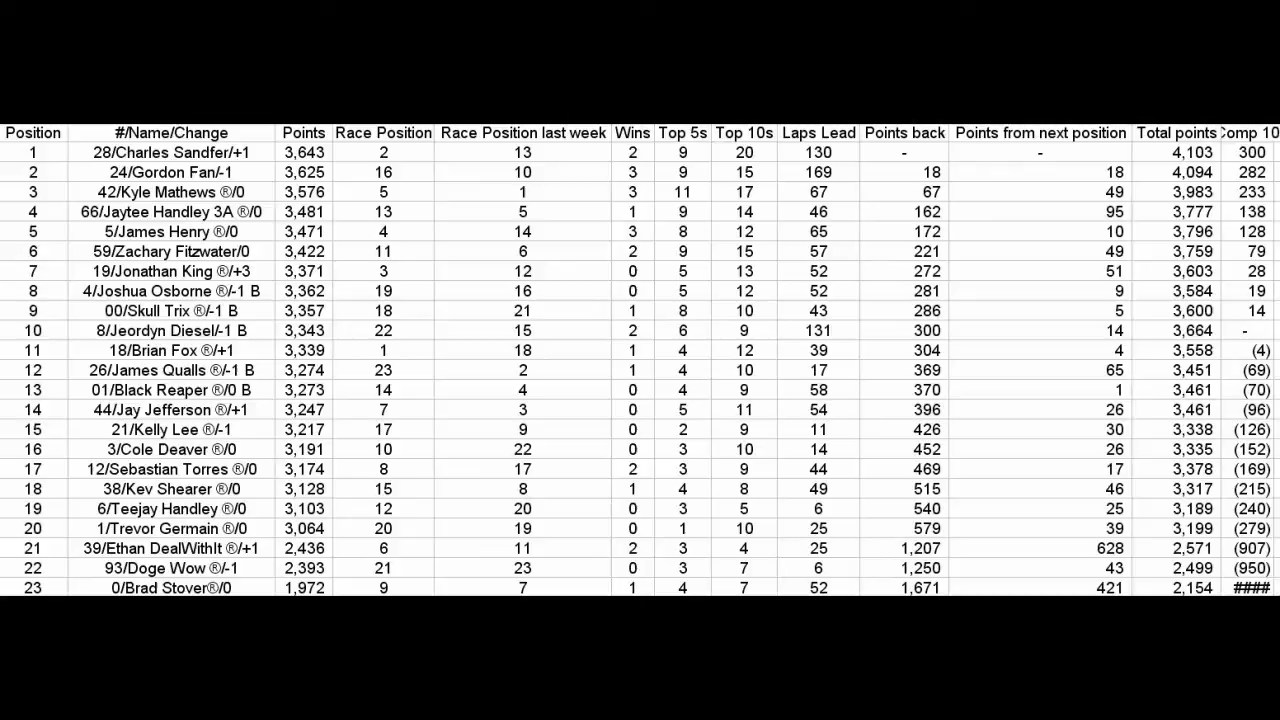 Position #/Name/Change Points Race Position Race Position last week Wins Top 5s Top 10s Laps Lead Points back Points from next position Total points Comp 10
1 28/Charles Sandfer/+1 3,643 2 13 2 9 20 130 - - 4,103 300
2 24/Gordon Fan/-1 3,625 16 10 3 9 15 169 18 18 4,094 282
3 42/Kyle Mathews ®/0 3,576 5 1 3 11 17 67 67 49 3,983 233
4 66/Jaytee Handley 3A ®/0 3,481 13 5 1 9 14 46 162 95 3,777 138
5 5/James Henry ®/0 3,471 4 14 3 8 12 65 172 10 3,796 128
6 59/Zachary Fitzwater/0 3,422 11 6 2 9 15 57 221 49 3,759 79
7 19/Jonathan King ®/+3 3,371 3 12 0 5 13 52 272 51 3,603 28
8 4/Joshua Osborne ®/-1 B 3,362 19 16 0 5 12 52 281 9 3,584 19
9 00/Skull Trix ®/-1 B 3,357 18 21 1 8 10 43 286 5 3,600 14
10 8/Jeordyn Diesel/-1 B 3,343 22 15 2 6 9 131 300 14 3,664 -
11 18/Brian Fox ®/+1 3,339 1 18 1 4 12 39 304 4 3,558 (4)
12 26/James Qualls ®/-1 B 3,274 23 2 1 4 10 17 369 65 3,451 (69)
13 01/Black Reaper ®/0 B 3,273 14 4 0 4 9 58 370 1 3,461 (70)
14 44/Jay Jefferson ®/+1 3,247 7 3 0 5 11 54 396 26 3,461 (96)
15 21/Kelly Lee ®/-1 3,217 17 9 0 2 9 11 426 30 3,338 (126)
16 3/Cole Deaver ®/0 3,191 10 22 0 3 10 14 452 26 3,335 (152)
17 12/Sebastian Torres ®/0 3,174 8 17 2 3 9 44 469 17 3,378 (169)
18 38/Kev Shearer ®/0 3,128 15 8 1 4 8 49 515 46 3,317 (215)
19 6/Teejay Handley ®/0 3,103 12 20 0 3 5 6 540 25 3,189 (240)
20 1/Trevor Germain ®/0 3,064 20 19 0 1 10 25 579 39 3,199 (279)
21 39/Ethan DealWithIt ®/+1 2,436 6 11 2 3 4 25 1,207 628 2,571 (907)
22 93/Doge Wow ®/-1 2,393 21 23 0 3 7 6 1,250 43 2,499 (950)
23 0/Brad Stover®/0 1,972 9 7 1 4 7 52 1,671 421 2,154 ####